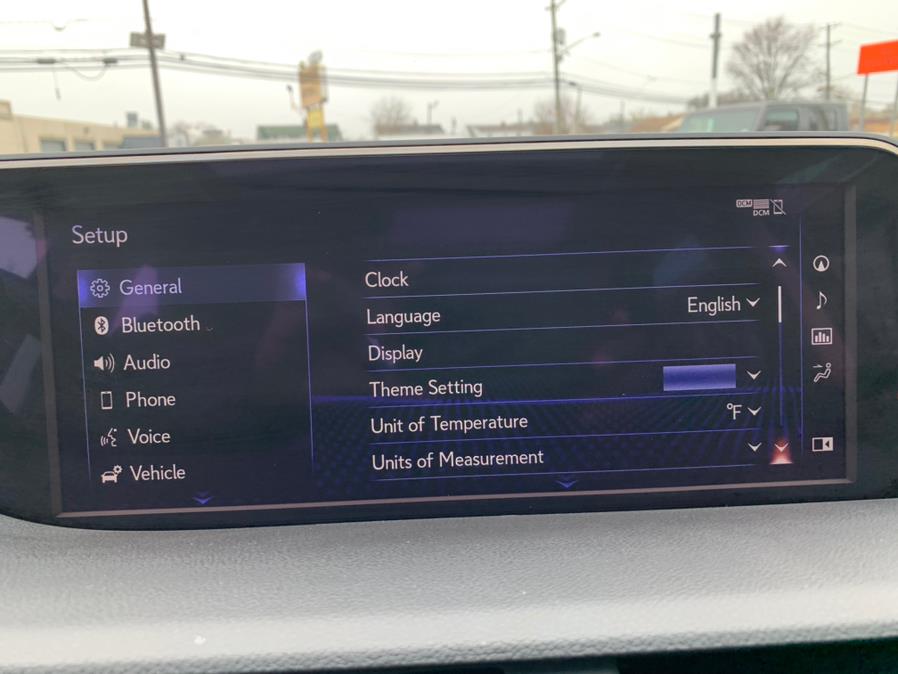 DCM
DCM
Setup
General
Bluetooth
Audio
Phone
Voice
Vehicle
Clock
Language English
Display
Theme Setting
Unit of Temperature °F
Units of Measurement